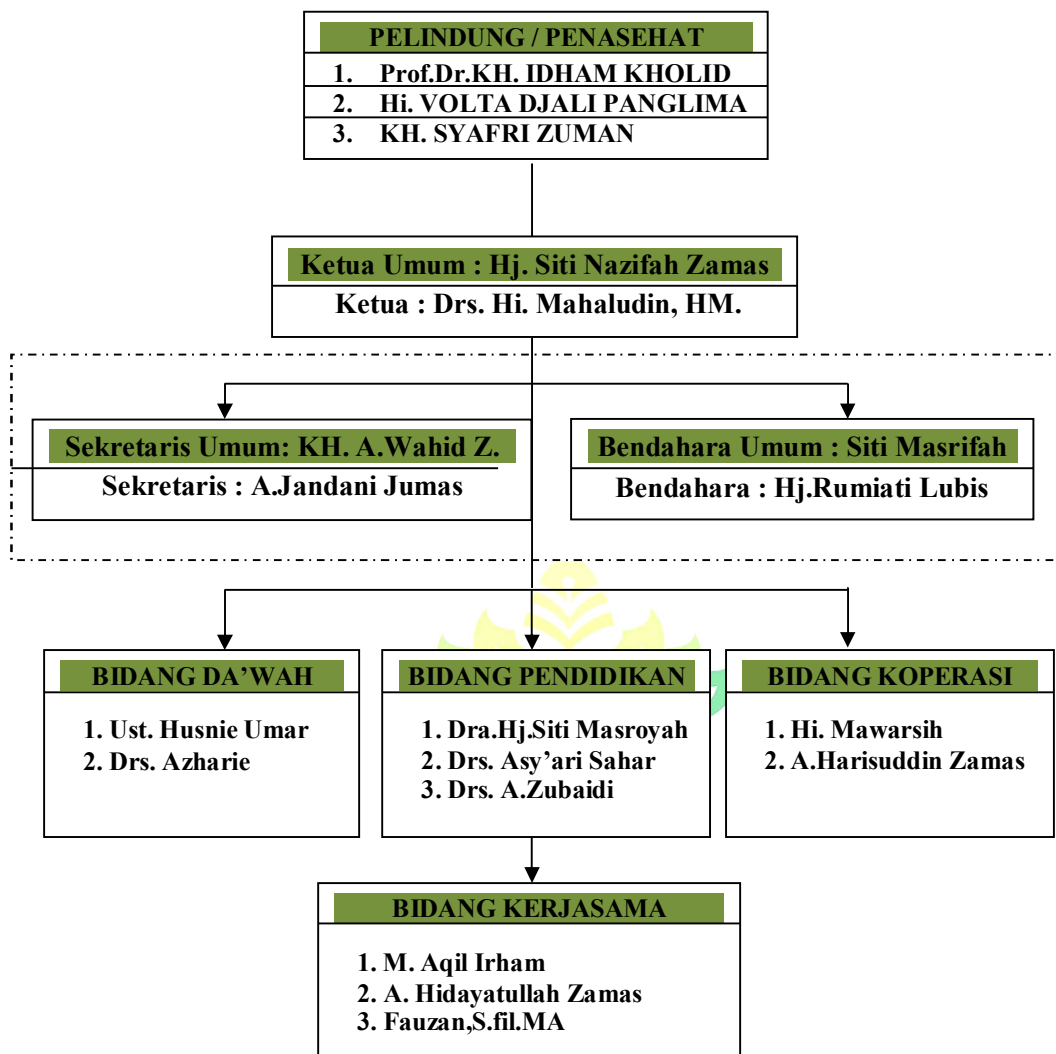 PELINDUNG / PENASEHAT
1. Prof.Dr.KH. IDHAM KHOLID
2. Hi. VOLTA DJALI PANGLIMA
3. KH. SYAFRI ZUMAN
Ketua Umum : Hj. Siti Nazifah Zamas
Ketua : Drs. Hi. Mahaludin, HM.
Sekretaris Umum: KH. A.Wahid Z.
Sekretaris : A.Jandani Jumas
Bendahara Umum : Siti Masrifah
Bendahara : Hj.Rumiati Lubis
BIDANG DA’WAH
1. Ust. Husnie Umar
2. Drs. Azharie
BIDANG PENDIDIKAN
1. Dra.Hj.Siti Masroyah
2. Drs. Asy’ari Sahar
3. Drs. A.Zubaidi
BIDANG KOPERASI
1. Hi. Mawarsih
2. A.Harisuddin Zamas
BIDANG KERJASAMA
1. M. Aqil Irham
2. A. Hidayatullah Zamas
3. Fauzan,S.fil.MA